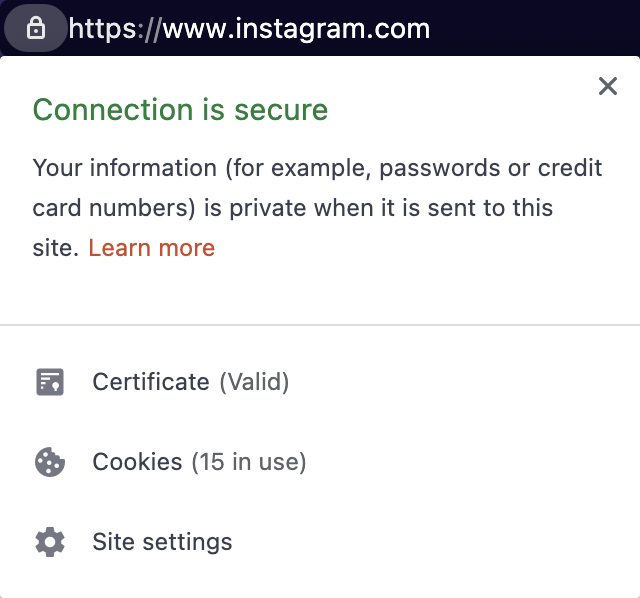 https://www.instagram.com
Connection is secure
Your information (for example, passwords or credit
card numbers) is private when it is sent to this
site. Learn more
Certificate (Valid)
Cookies (15 in use)
Site settings